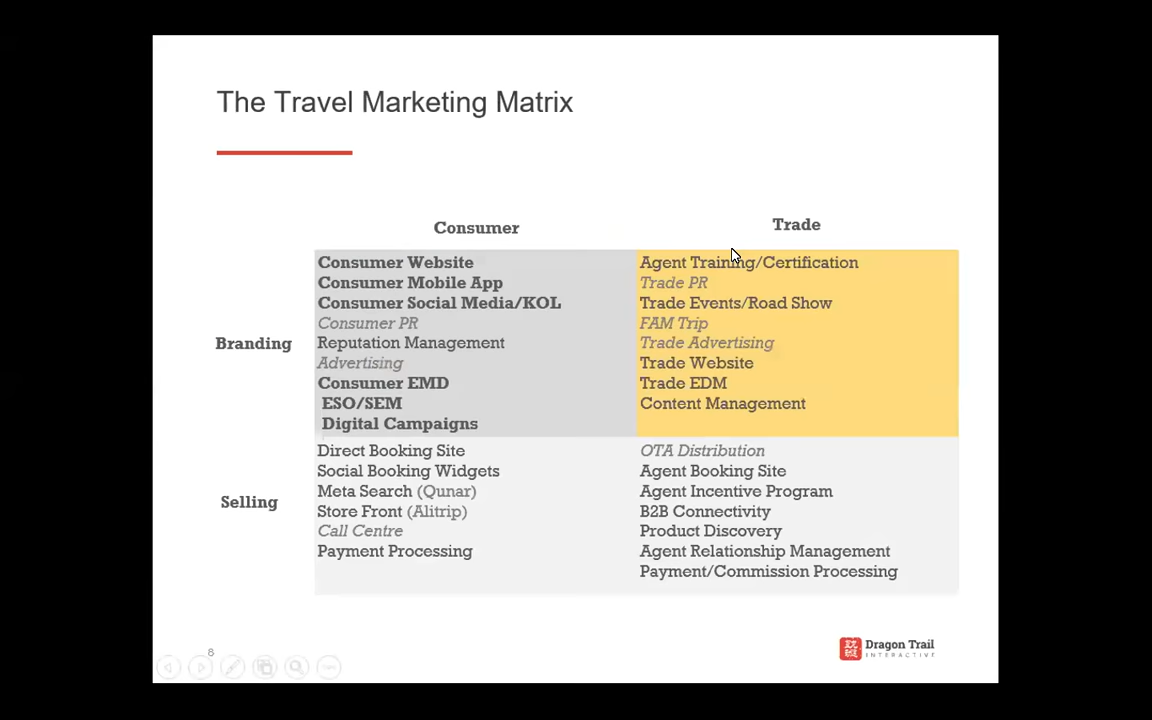 The Travel Marketing Matrix
Consumer
Trade
Branding
Consumer Website
Consumer Mobile App
Consumer Social Media/KOL
Consumer PR
Reputation Management
Advertising
Consumer EMD
ESO/SEM
Digital Campaigns
Agent Training/Certification
Trade PR
Trade Events/Road Show
FAM Trip
Trade Advertising
Trade Website
Trade EDM
Content Management
Selling
Direct Booking Site
Social Booking Widgets
Meta Search (Qunar)
Store Front (Alitrip)
Call Centre
Payment Processing
OTA Distribution
Agent Booking Site
Agent Incentive Program
B2B Connectivity
Product Discovery
Agent Relationship Management
Payment/Commission Processing
8
Dragon Trail
INTERACTIVE